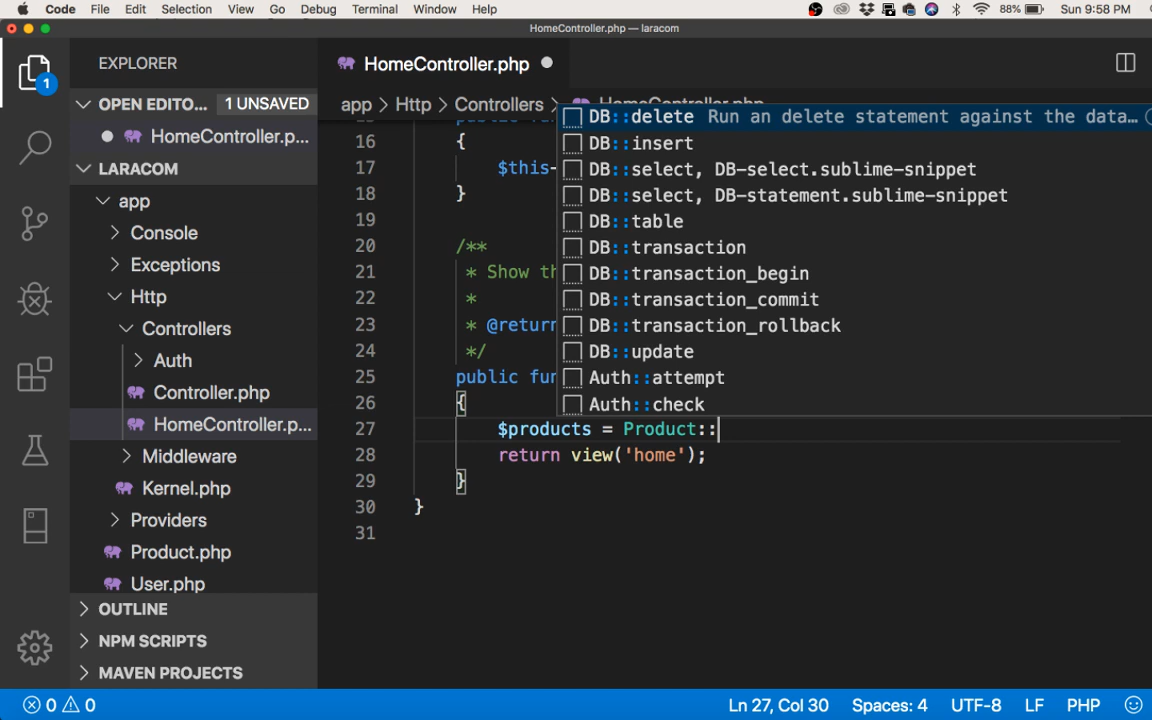 Code File Edit Selection View Go Debug Terminal Window Help 88% Sun 9:58 PM
HomeController.php — laracom
EXPLORER
HomeController.php
1
OPEN EDITO... 1 UNSAVED
app > Http > Controllers > HomeController.php
HomeController.p...
LARACOM
app
Console
Exceptions
Http
Controllers
Auth
Controller.php
HomeController.p...
Middleware
Kernel.php
Providers
Product.php
User.php
OUTLINE
NPM SCRIPTS
MAVEN PROJECTS
DB::delete Run an delete statement against the data...
DB::insert
DB::select, DB-select.sublime-snippet
DB::select, DB-statement.sublime-snippet
DB::table
DB::transaction
DB::transaction_begin
DB::transaction_commit
DB::transaction_rollback
DB::update
Auth::attempt
Auth::check
16 {
17 $this-
18 }
19
20 /**
21 * Show th
22 *
23 * @return
24 */
25 public fun
26 {
27 $products = Product::
28 return view('home');
29 }
30 }
31
0 0 Ln 27, Col 30 Spaces: 4 UTF-8 LF PHP